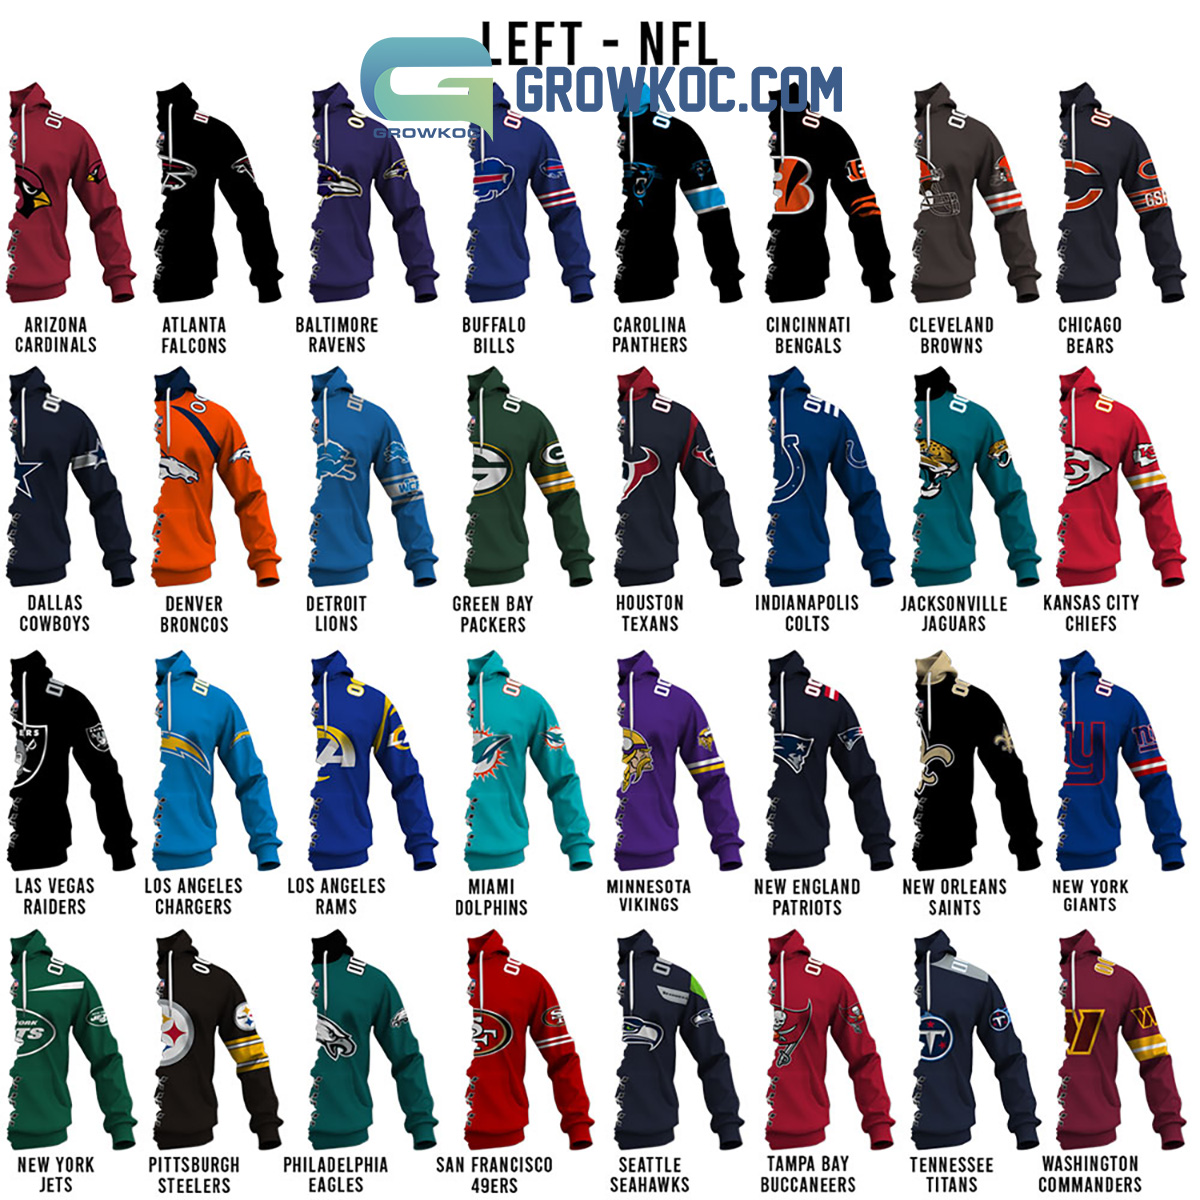 LEFT - NFL
GROWKOC.COM
GROWKOC
ARIZONA
CARDINALS
ATLANTA
FALCONS
BALTIMORE
RAVENS
BUFFALO
BILLS
CAROLINA
PANTHERS
CINCINNATI
BENGALS
CLEVELAND
BROWNS
CHICAGO
BEARS
DALLAS
COWBOYS
DENVER
BRONCOS
DETROIT
LIONS
GREEN BAY
PACKERS
HOUSTON
TEXANS
INDIANAPOLIS
COLTS
JACKSONVILLE
JAGUARS
KANSAS CITY
CHIEFS
LAS VEGAS
RAIDERS
LOS ANGELES
CHARGERS
LOS ANGELES
RAMS
MIAMI
DOLPHINS
MINNESOTA
VIKINGS
NEW ENGLAND
PATRIOTS
NEW ORLEANS
SAINTS
NEW YORK
GIANTS
NEW YORK
JETS
PITTSBURGH
STEELERS
PHILADELPHIA
EAGLES
SAN FRANCISCO
49ERS
SEATTLE
SEAHAWKS
TAMPA BAY
BUCCANEERS
TENNESSEE
TITANS
WASHINGTON
COMMANDERS